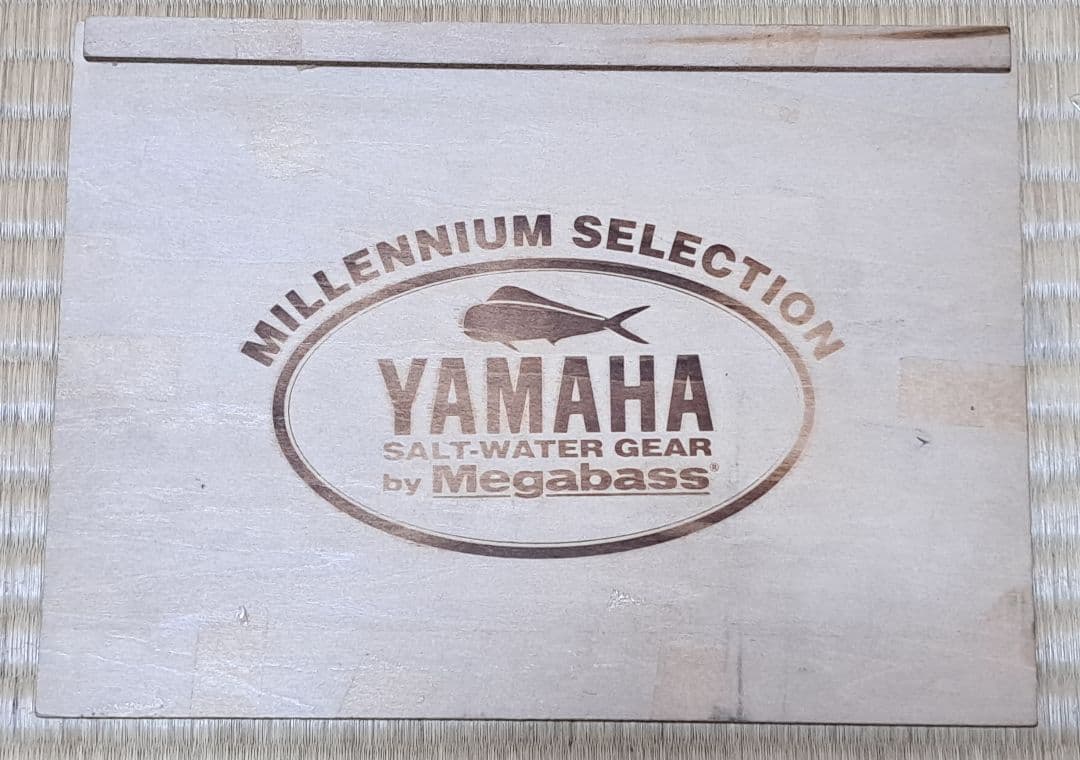 MILLENNIUM SELECTION
YAMAHA
SALT-WATER GEAR
by Megabass®